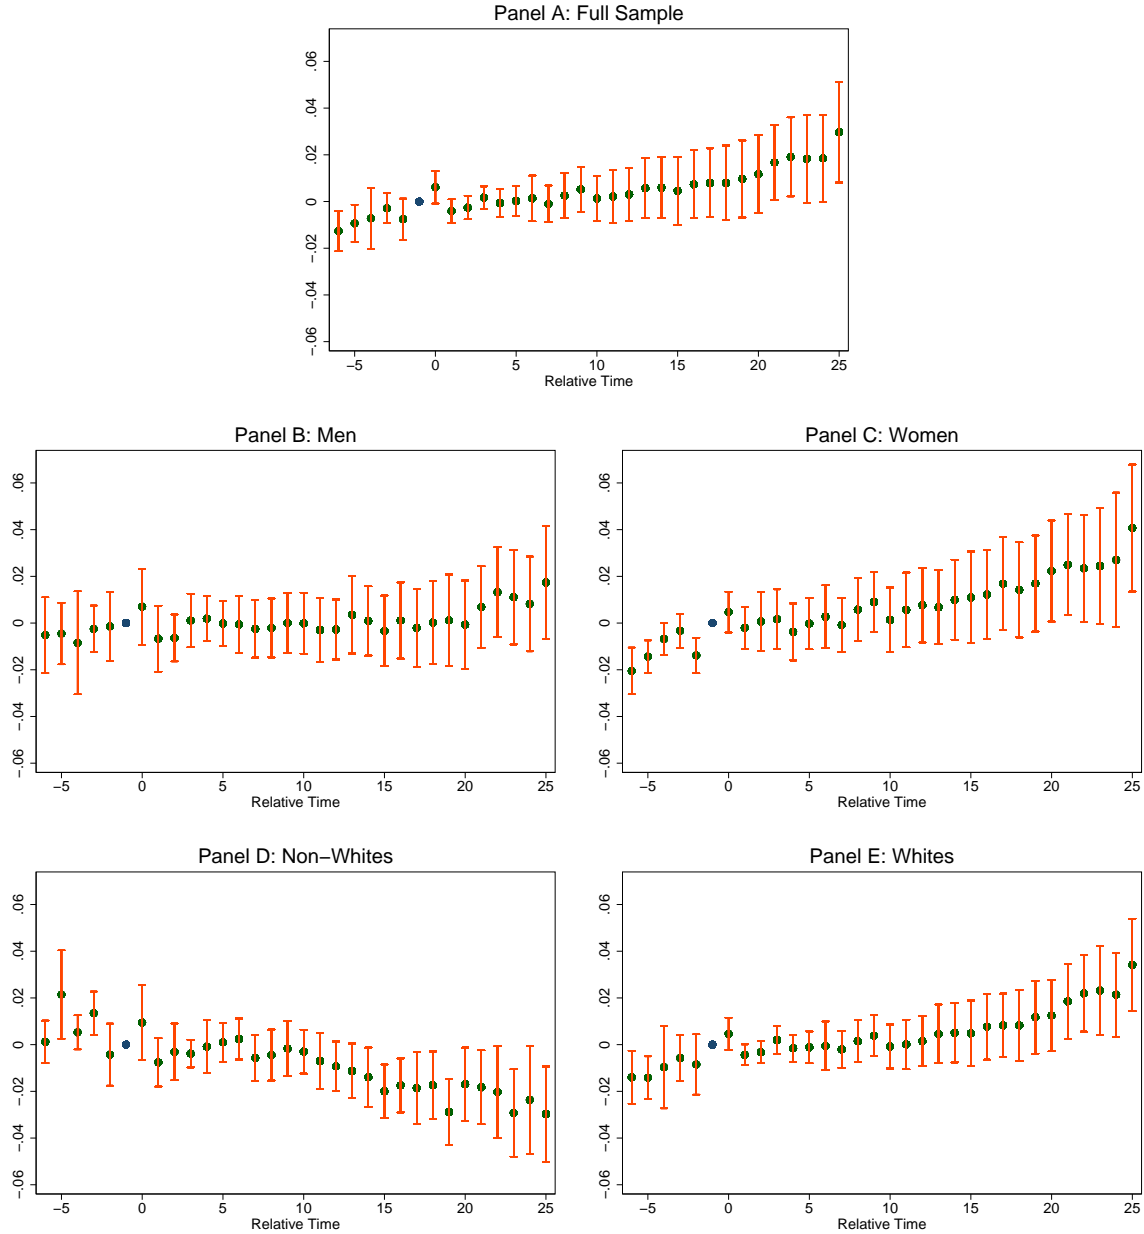 Panel A: Full Sample
.06
.04
.02
0
−.02
−.04
−.06
−5 0 5 10 15 20 25
Relative Time
Panel B: Men
.06
.04
.02
0
−.02
−.04
−.06
−5 0 5 10 15 20 25
Relative Time
Panel C: Women
.06
.04
.02
0
−.02
−.04
−.06
−5 0 5 10 15 20 25
Relative Time
Panel D: Non−Whites
.06
.04
.02
0
−.02
−.04
−.06
−5 0 5 10 15 20 25
Relative Time
Panel E: Whites
.06
.04
.02
0
−.02
−.04
−.06
−5 0 5 10 15 20 25
Relative Time